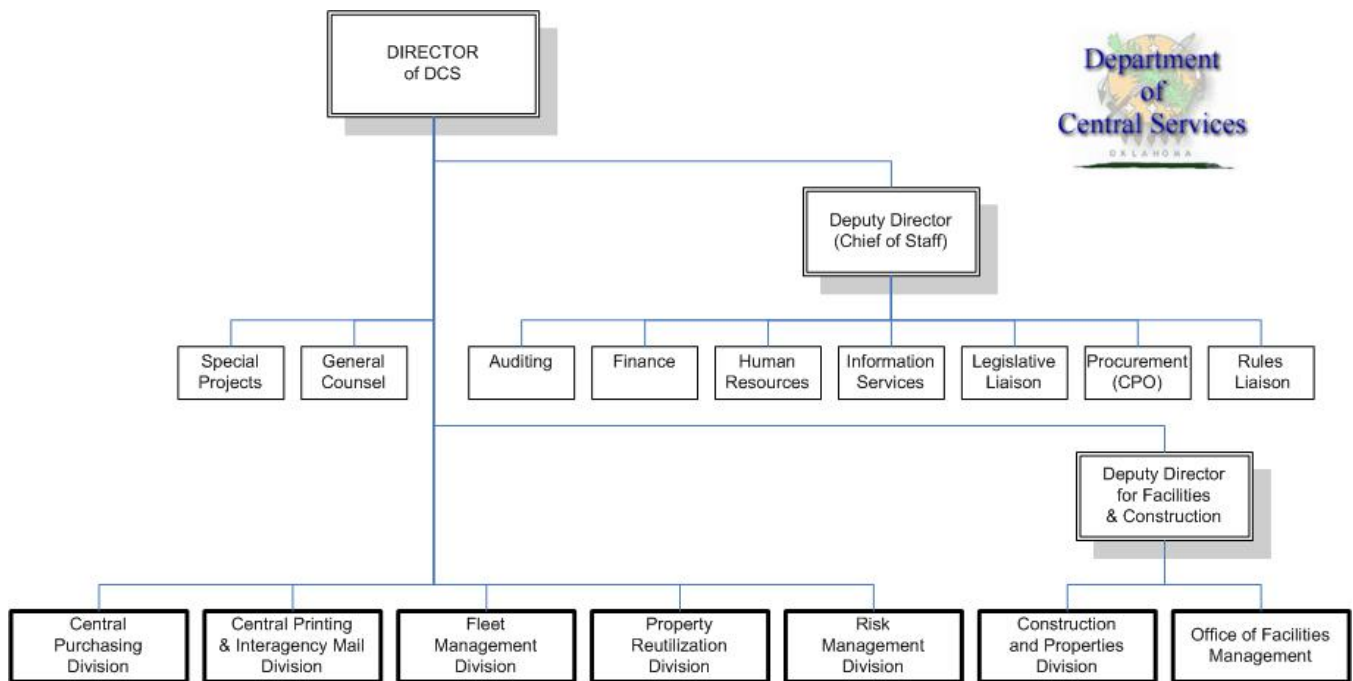 DIRECTOR
of DCS
Department
of
Central Services
OKLAHOMA
Deputy Director
(Chief of Staff)
Special
Projects
General
Counsel
Auditing
Finance
Human
Resources
Information
Services
Legislative
Liaison
Procurement
(CPO)
Rules
Liaison
Deputy Director
for Facilities
& Construction
Central
Purchasing
Division
Central Printing
& Interagency Mail
Division
Fleet
Management
Division
Property
Reutilization
Division
Risk
Management
Division
Construction
and Properties
Division
Office of Facilities
Management